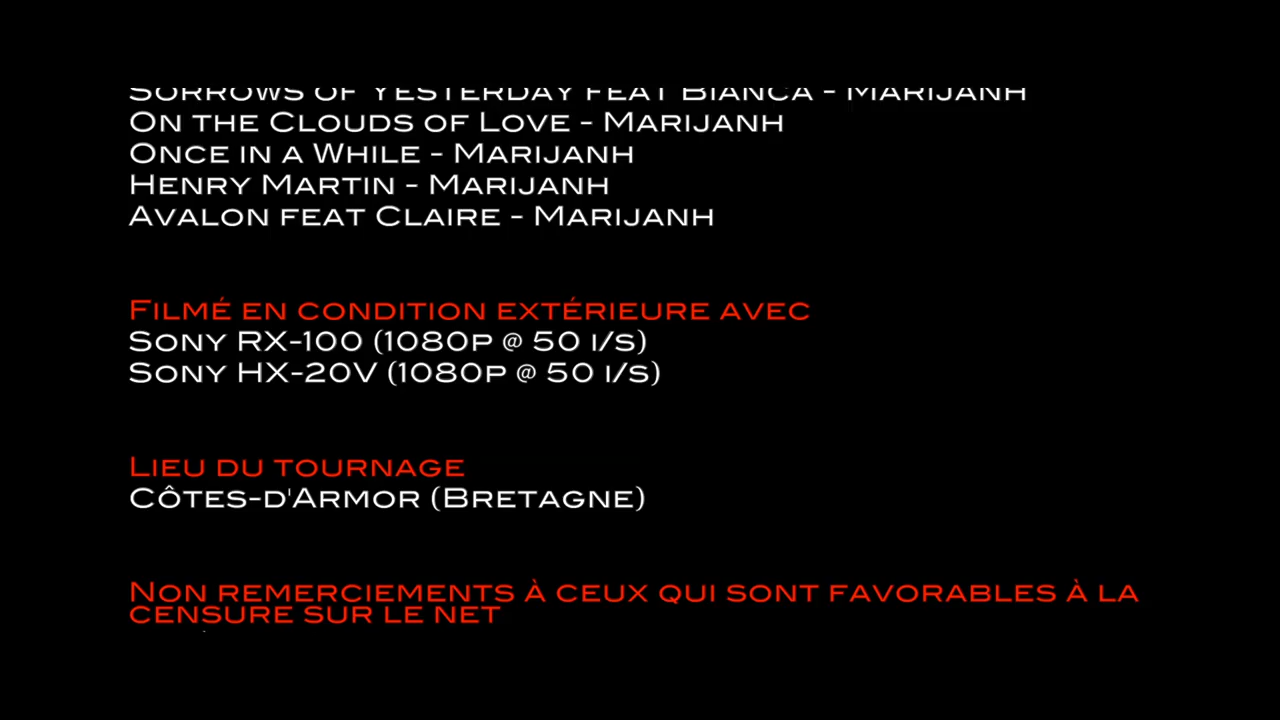 Sorrows of Yesterday feat Bianca - Marijanh
On the Clouds of Love - Marijanh
Once in a While - Marijanh
Henry Martin - Marijanh
Avalon feat Claire - Marijanh
Filmé en condition extérieure avec
Sony RX-100 (1080p @ 50 i/s)
Sony HX-20V (1080p @ 50 i/s)
Lieu du tournage
Côtes-d'Armor (Bretagne)
Non remerciements à ceux qui sont favorables à la
censure sur le net